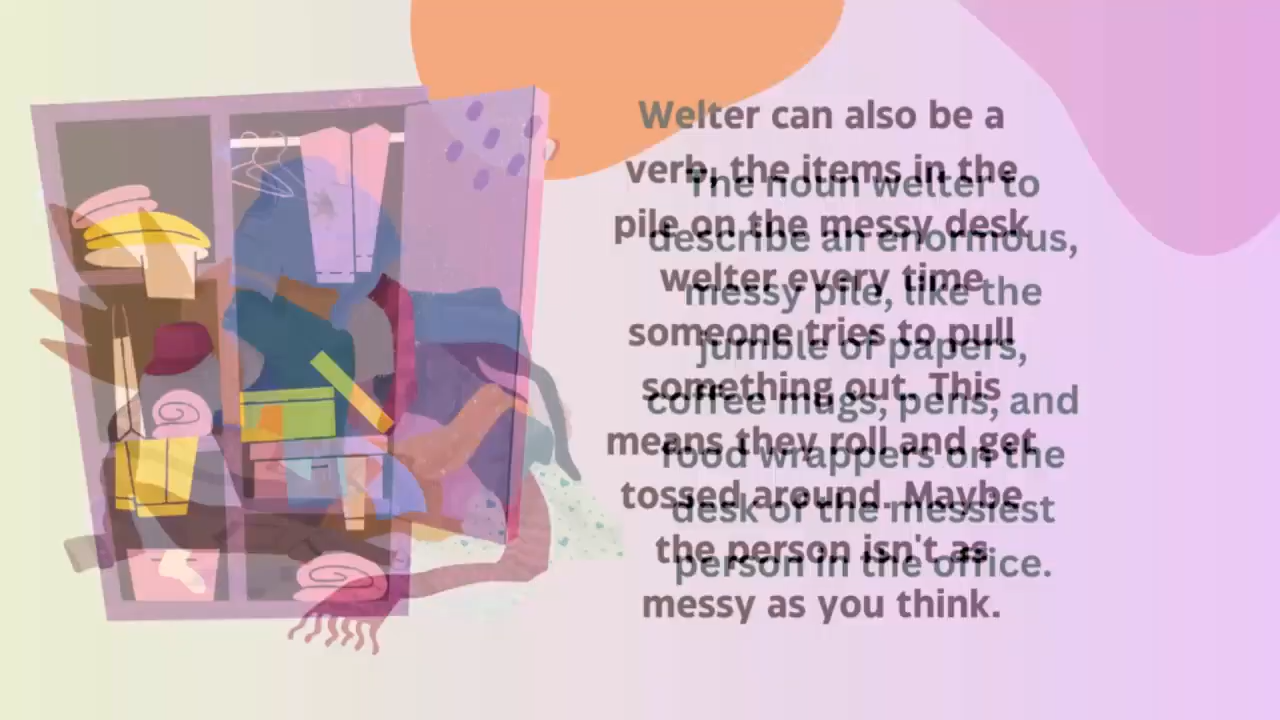 Welter can also be a
verb, the items in the
pile on the messy desk
welter every time
someone tries to pull
something out. This
means they roll and get
tossed around. Maybe
the person isn't as
messy as you think.
The noun welter to
describe an enormous,
messy pile, like the
jumble of papers,
coffee mugs, pens, and
food wrappers on the
desk of the messiest
person in the office.